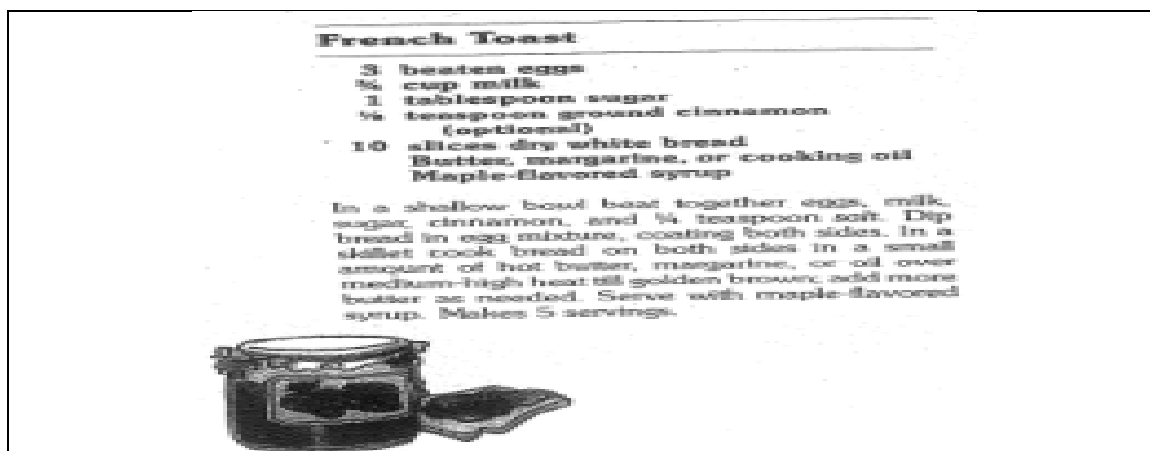 French Toast
3 beaten eggs
cup milk
1 tablespoon sugar
teaspoon ground cinnamon
(optional)
10 slices dry white bread
Butter, margarine, or cooking oil
Maple-flavored syrup
In a shallow bowl beat together eggs, milk,
sugar, cinnamon, and teaspoon salt. Dip
bread in egg mixture, coating both sides. In a
skillet cook bread on both sides in a small
amount of hot butter, margarine, or oil over
medium-high heat till golden brown; add more
butter as needed. Serve with maple-flavored
syrup. Makes 5 servings.